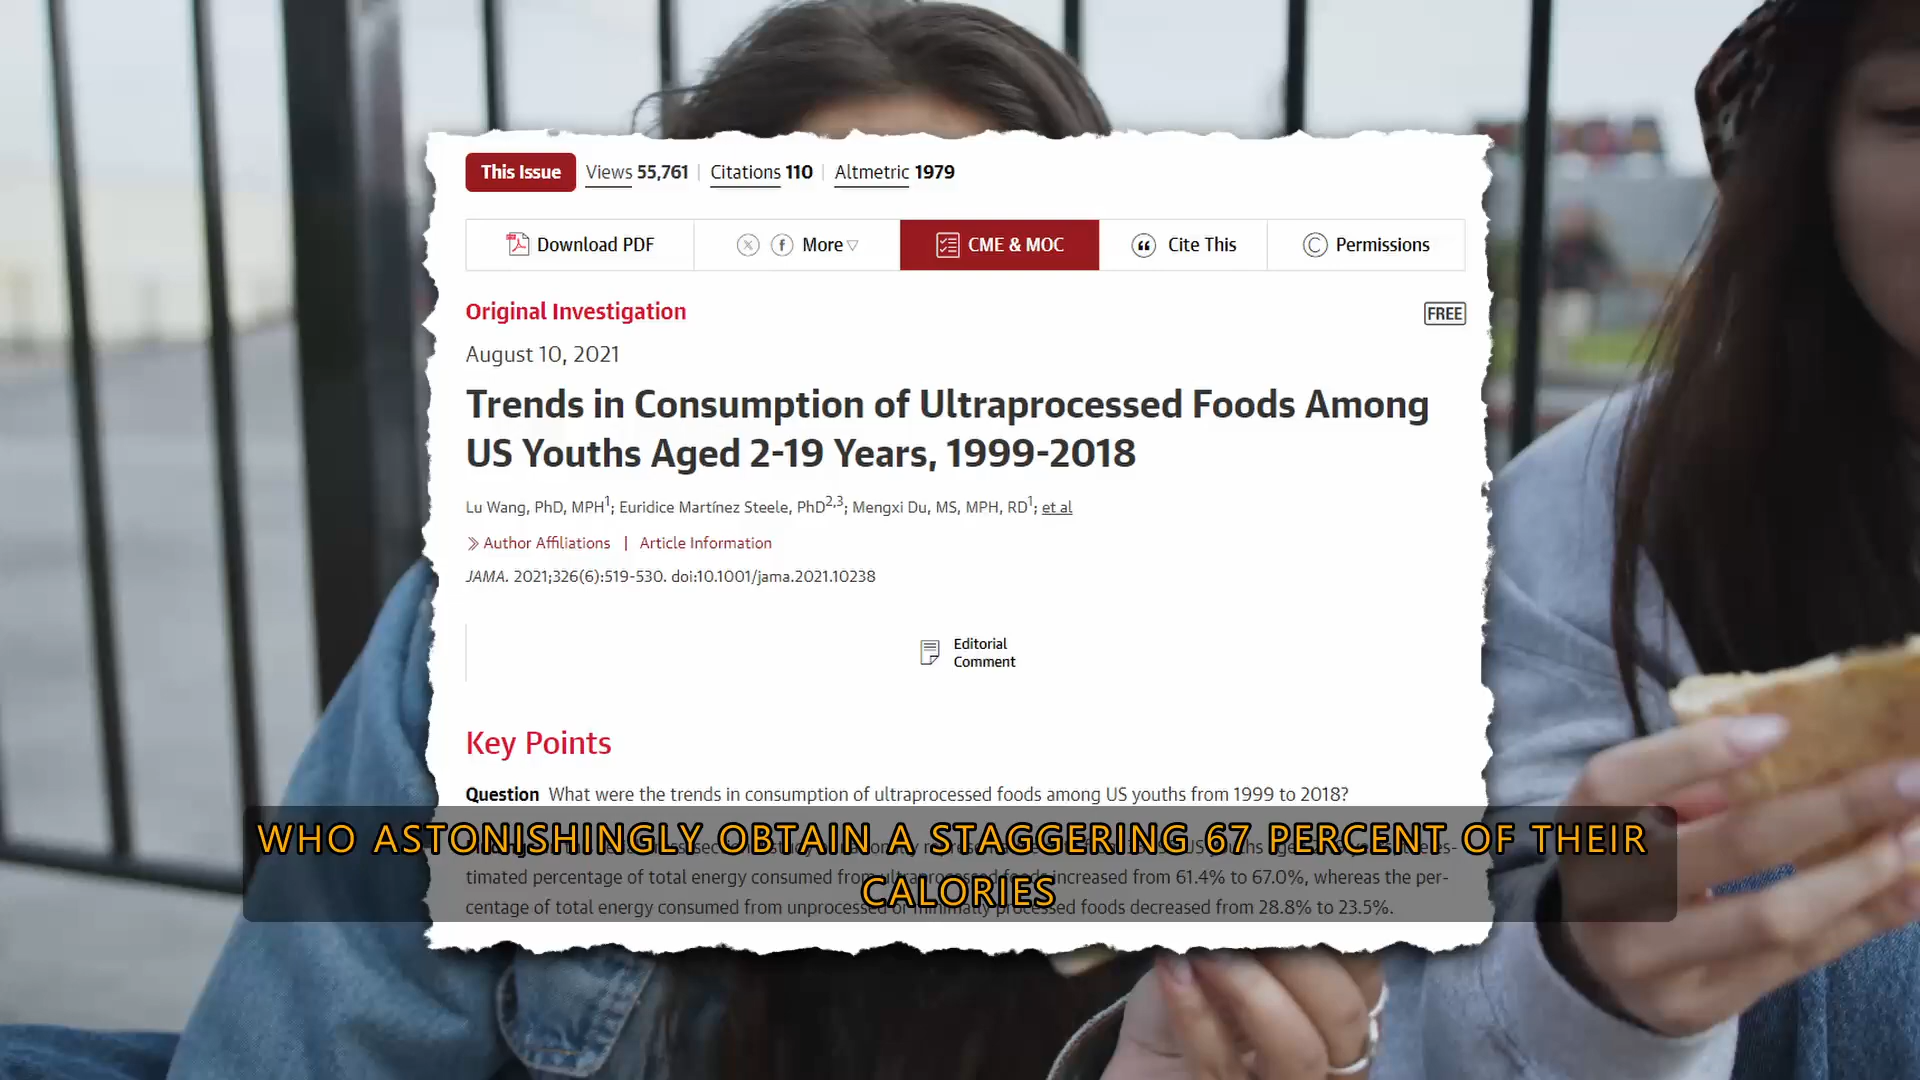 This Issue Views 55,761 | Citations 110 | Altmetric 1979
Download PDF More CME & MOC Cite This Permissions
Original Investigation FREE
August 10, 2021
Trends in Consumption of Ultraprocessed Foods Among
US Youths Aged 2-19 Years, 1999-2018
Lu Wang, PhD, MPH1; Euridice Martínez Steele, PhD2,3; Mengxi Du, MS, MPH, RD1; et al
Author Affiliations | Article Information
JAMA. 2021;326(6):519-530. doi:10.1001/jama.2021.10238
Editorial
Comment
Key Points
Question What were the trends in consumption of ultraprocessed foods among US youths from 1999 to 2018?
WHO ASTONISHINGLY OBTAIN A STAGGERING 67 PERCENT OF THEIR
CALORIES
timated percentage of total energy consumed from ultraprocessed foods increased from 61.4% to 67.0%, whereas the per-
centage of total energy consumed from unprocessed or minimally processed foods decreased from 28.8% to 23.5%.